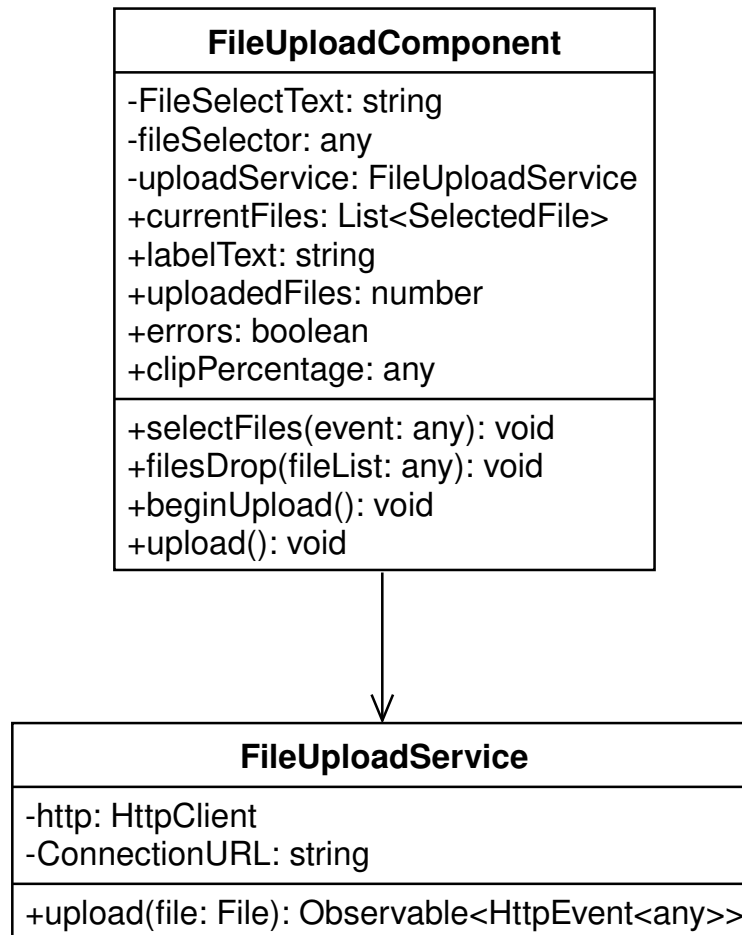 FileUploadComponent
-FileSelectText: string
-fileSelector: any
-uploadService: FileUploadService
+currentFiles: List<SelectedFile>
+labelText: string
+uploadedFiles: number
+errors: boolean
+clipPercentage: any
+selectFiles(event: any): void
+filesDrop(fileList: any): void
+beginUpload(): void
+upload(): void
FileUploadService
-http: HttpClient
-ConnectionURL: string
+upload(file: File): Observable<HttpEvent<any>>